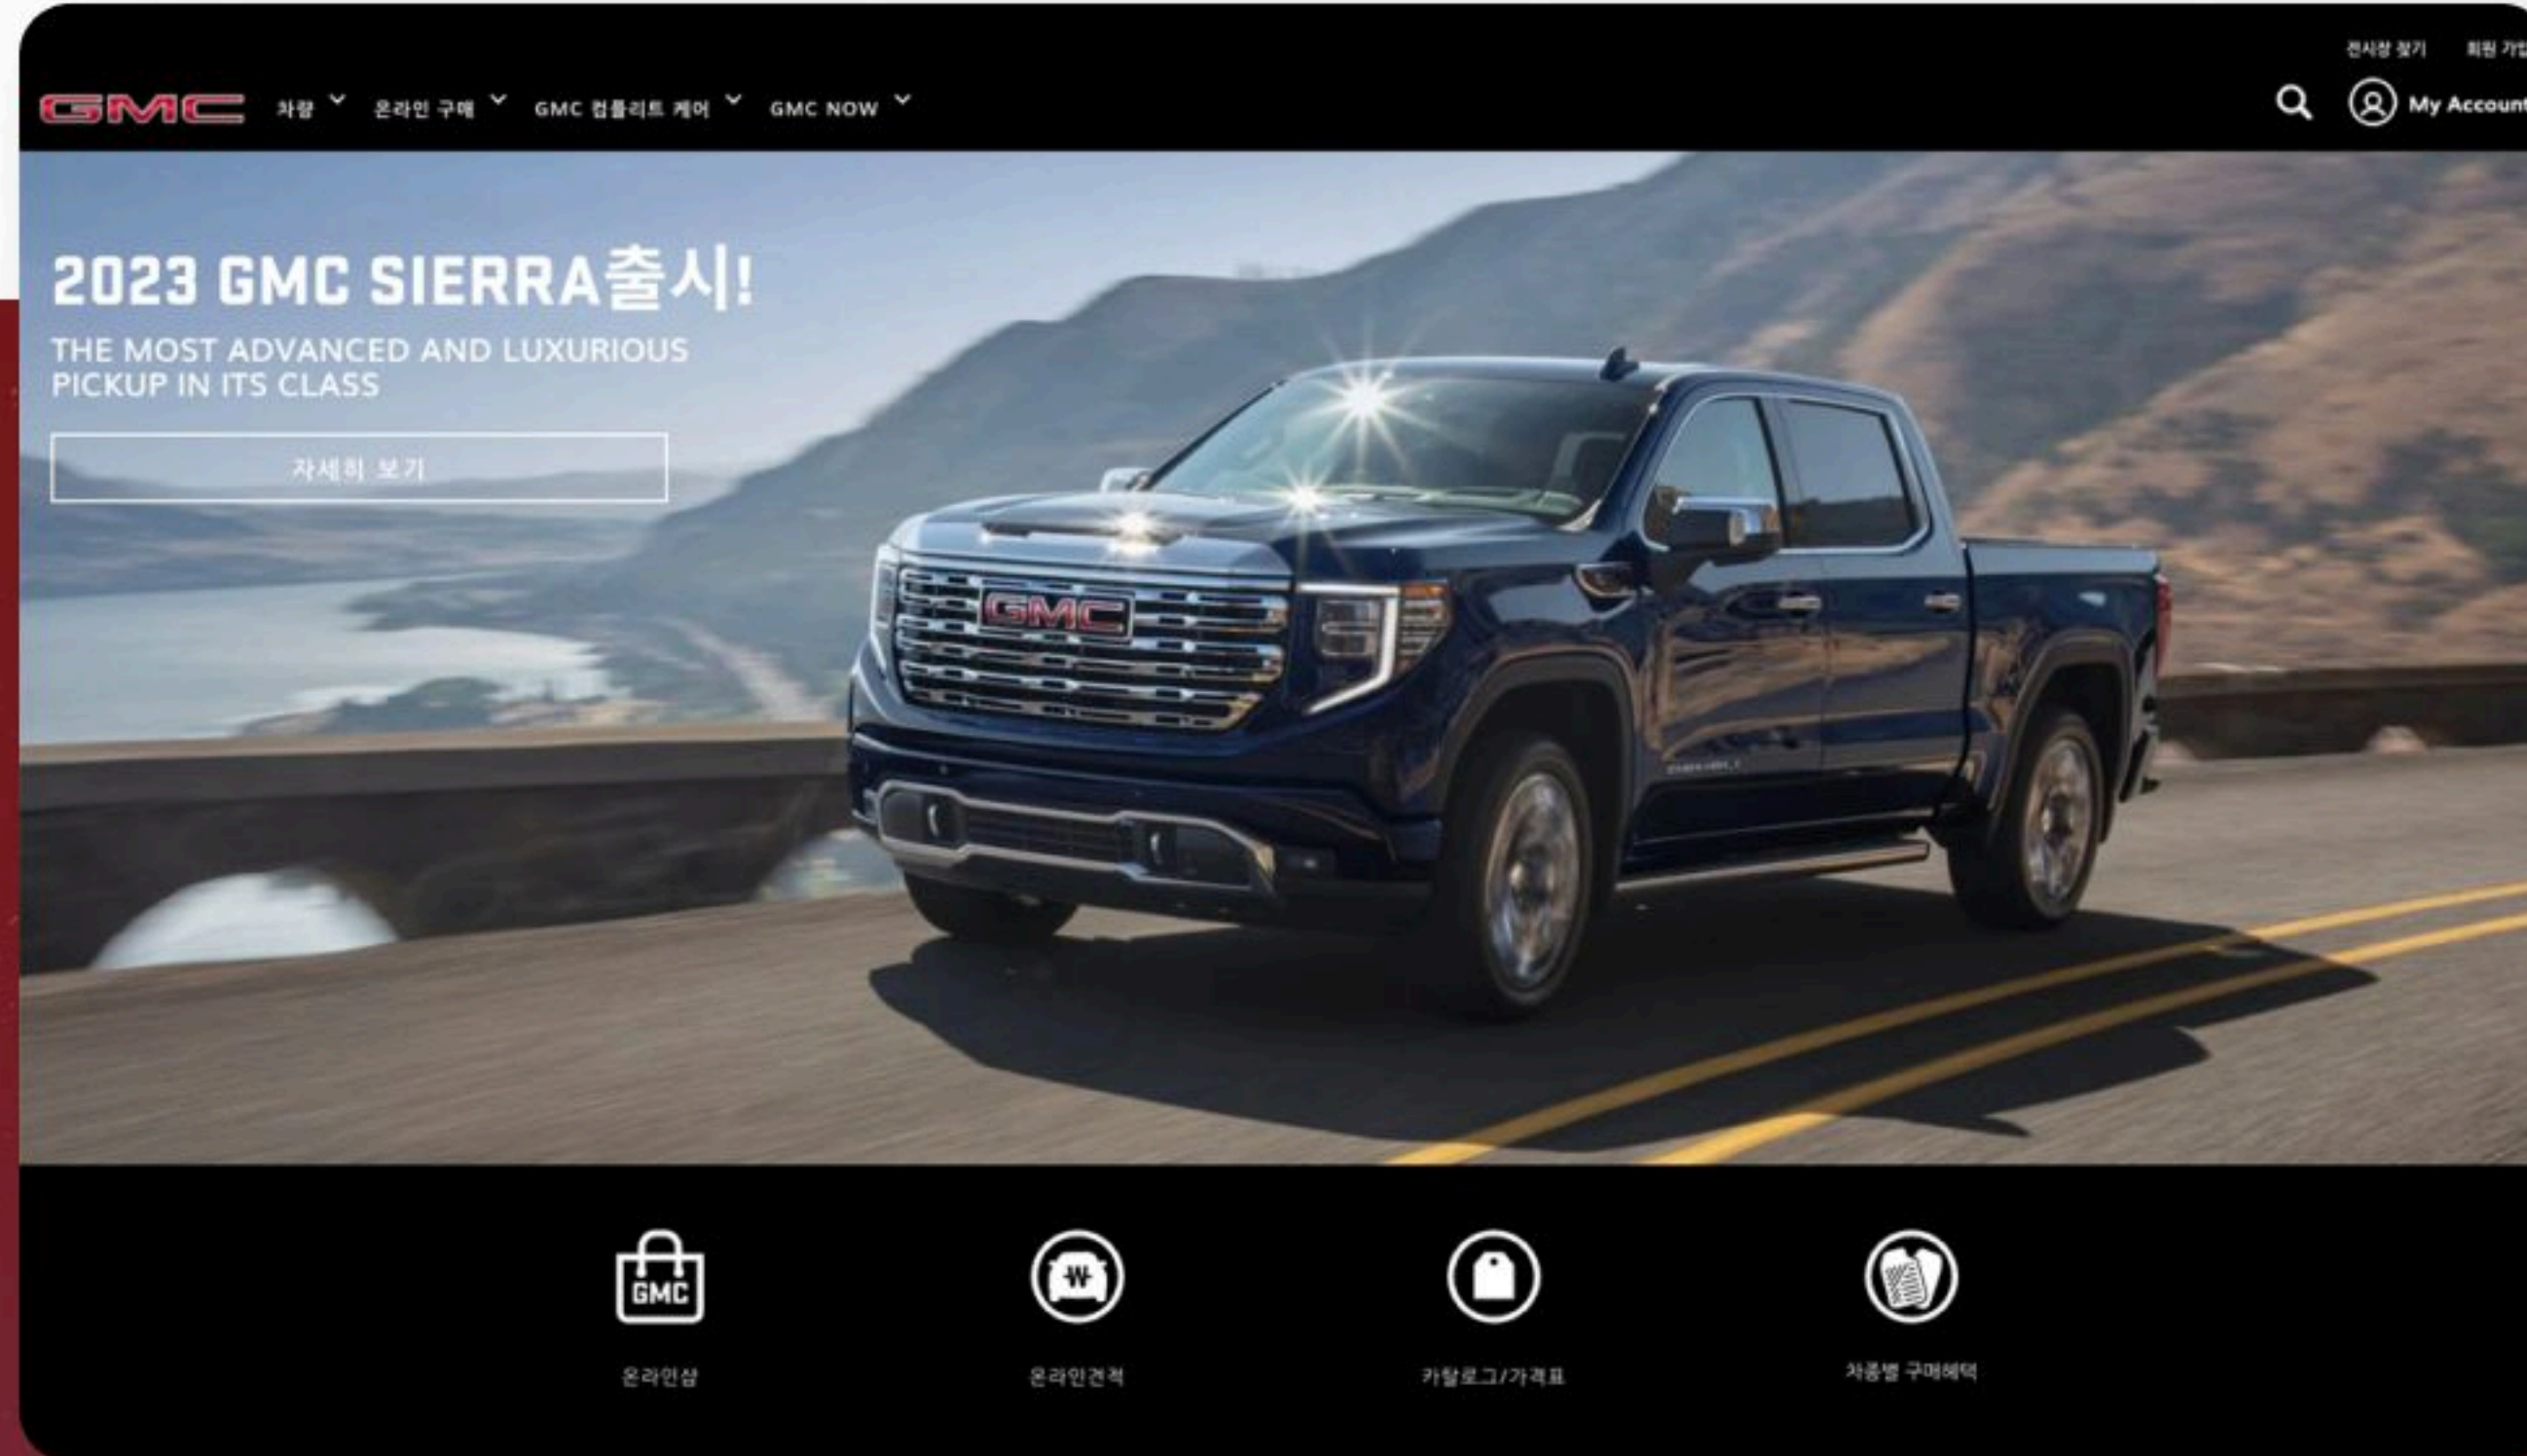 전시장 찾기 회원 가입
GMC 차량 온라인 구매 GMC 컴플리트 케어 GMC NOW My Account
2023 GMC SIERRA출시!
THE MOST ADVANCED AND LUXURIOUS
PICKUP IN ITS CLASS
자세히 보기
GMC
GMC
온라인샵 온라인견적 카탈로그/가격표 차종별 구매혜택